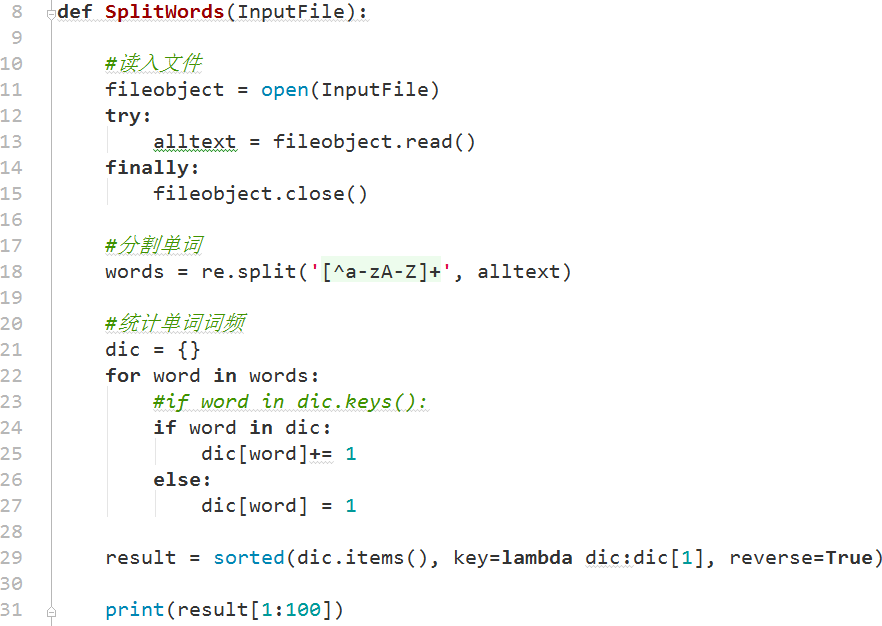 8 def SplitWords(InputFile):
9
10 #读入文件
11 fileobject = open(InputFile)
12 try:
13 alltext = fileobject.read()
14 finally:
15 fileobject.close()
16
17 #分割单词
18 words = re.split('[^a-zA-Z]+', alltext)
19
20 #统计单词词频
21 dic = {}
22 for word in words:
23 #if word in dic.keys():
24 if word in dic:
25 dic[word]+= 1
26 else:
27 dic[word] = 1
28
29 result = sorted(dic.items(), key=lambda dic:dic[1], reverse=True)
30
31 print(result[1:100])